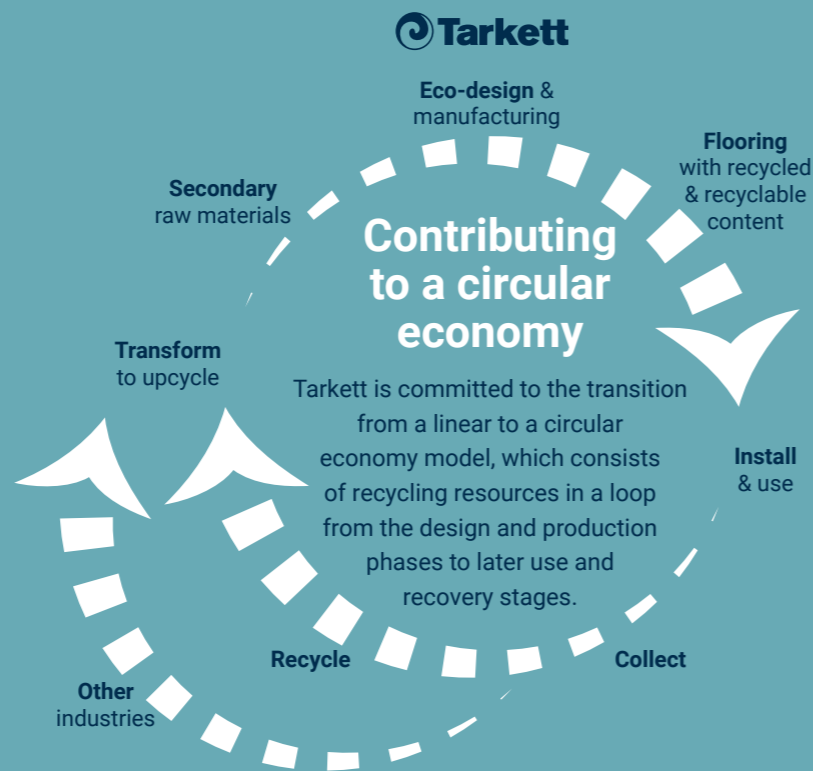 Tarkett
Eco-design &
manufacturing
Flooring
with recycled
& recyclable
content
Secondary
raw materials
Contributing
to a circular
economy
Transform
to upcycle
Tarkett is committed to the transition
from a linear to a circular
economy model, which consists
of recycling resources in a loop
from the design and production
phases to later use and
recovery stages.
Install
& use
Recycle
Collect
Other
industries